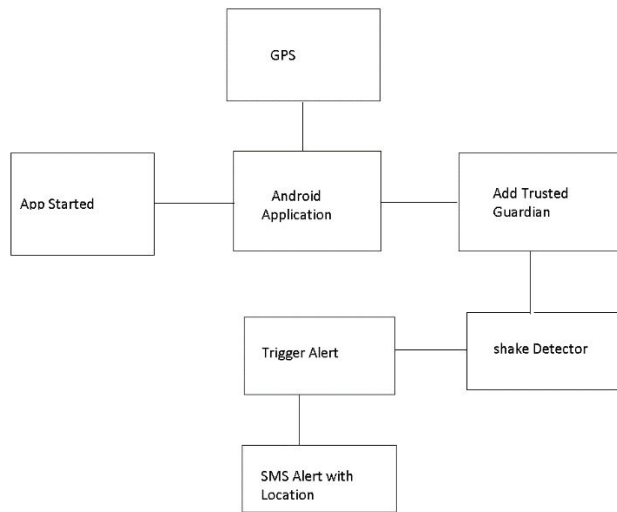 GPS
App Started
Android
Application
Add Trusted
Guardian
Trigger Alert
shake Detector
SMS Alert with
Location